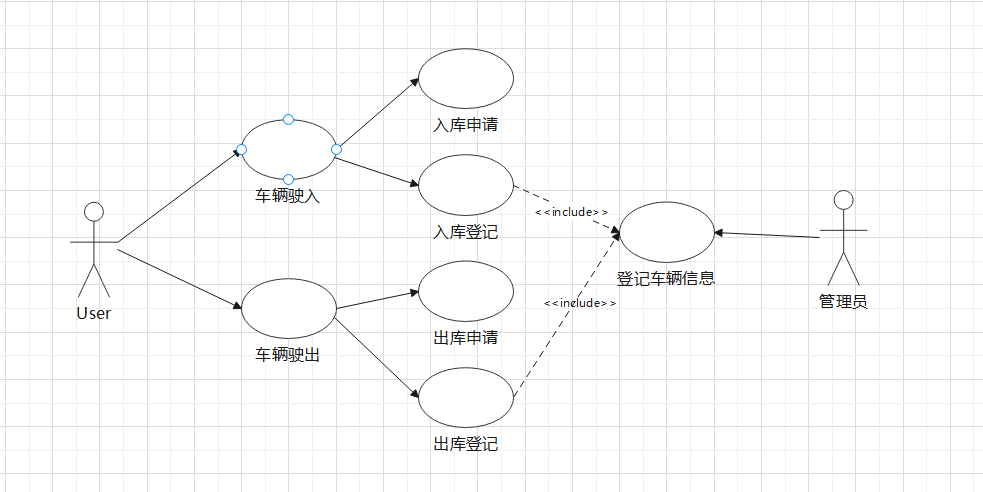 入库申请
车辆驶入
<<include>>
入库登记
登记车辆信息
管理员
<<include>>
User
出库申请
车辆驶出
出库登记